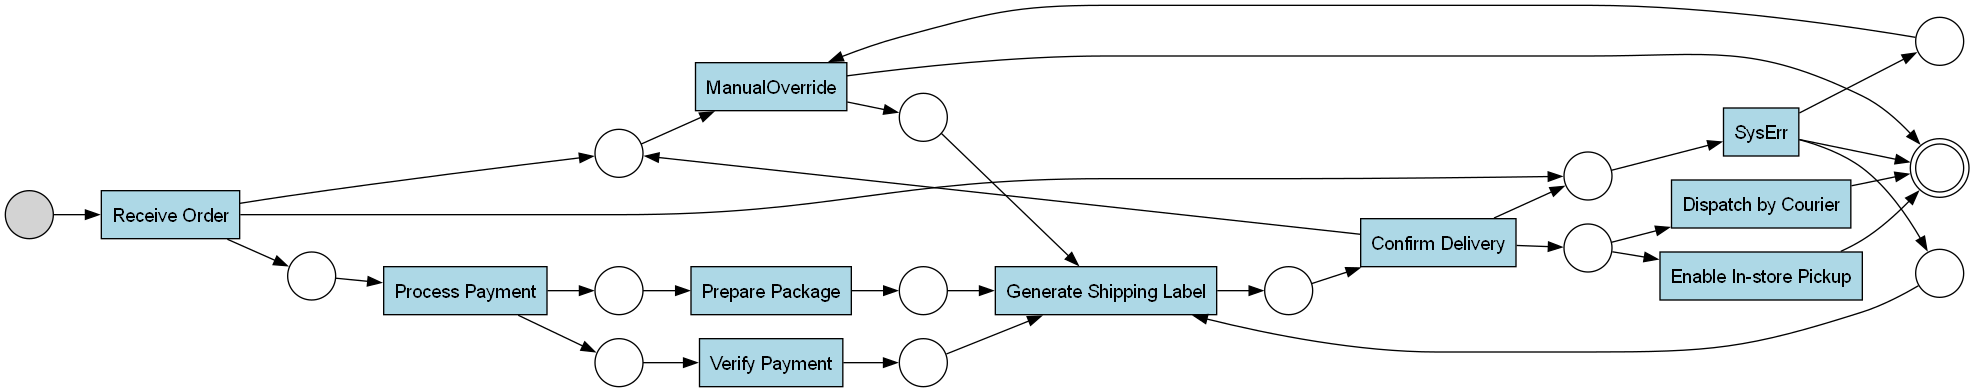 Receive Order
Process Payment
ManualOverride
Prepare Package
Verify Payment
Generate Shipping Label
Confirm Delivery
SysErr
Dispatch by Courier
Enable In-store Pickup